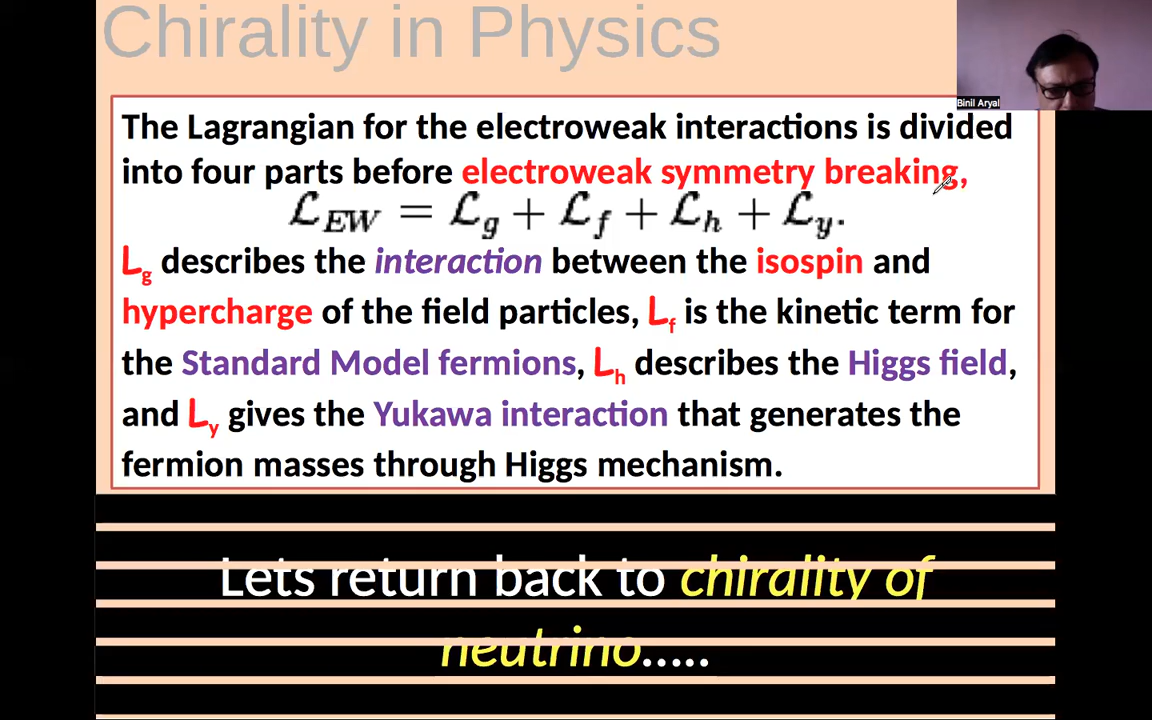 Chirality in Physics
Binil Aryal
The Lagrangian for the electroweak interactions is divided
into four parts before electroweak symmetry breaking,
ℒ_EW = ℒ_g + ℒ_f + ℒ_h + ℒ_y.
L_g describes the interaction between the isospin and
hypercharge of the field particles, L_f is the kinetic term for
the Standard Model fermions, L_h describes the Higgs field,
and L_y gives the Yukawa interaction that generates the
fermion masses through Higgs mechanism.
Lets return back to chirality of
neutrino.....